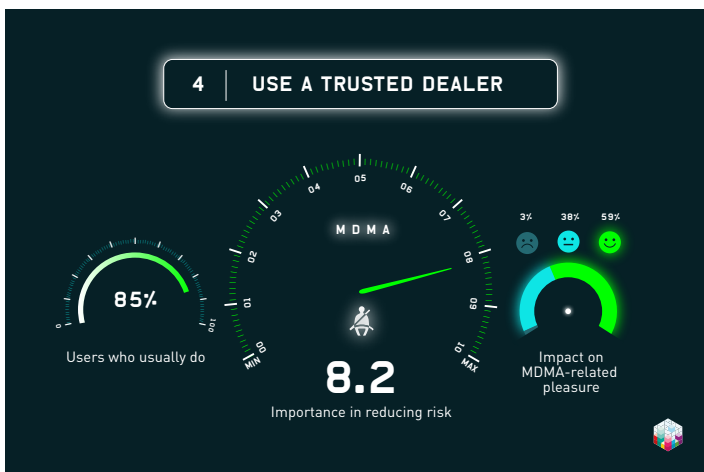 4 USE A TRUSTED DEALER
05
04 06
03 07
3% 38% 59%
MDMA
02 08
85%
01 09
0 100
00 10
MIN MAX
Users who usually do
8.2
Importance in reducing risk
Impact on
MDMA-related
pleasure